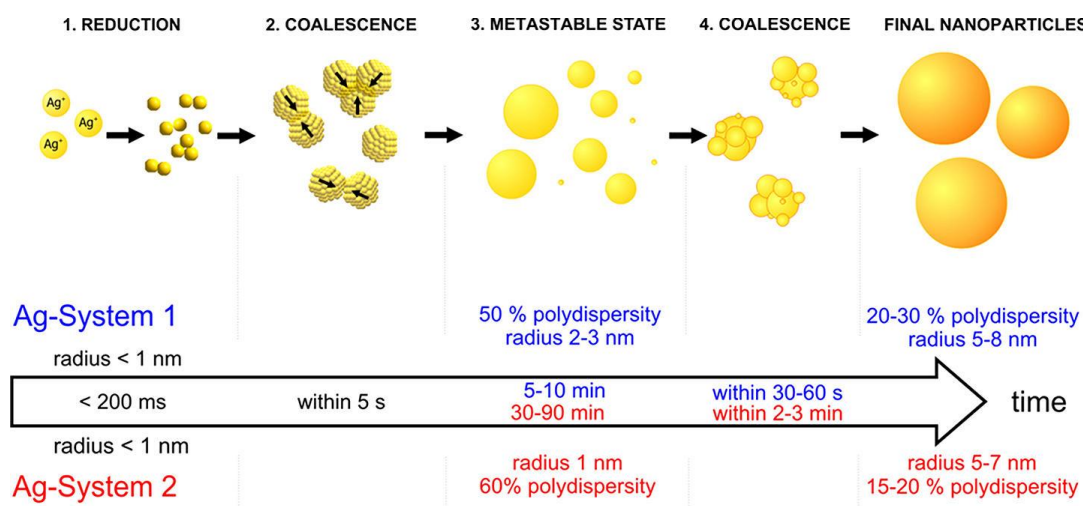 1. REDUCTION
2. COALESCENCE
3. METASTABLE STATE
4. COALESCENCE
FINAL NANOPARTICLES
Ag+
Ag+
Ag+
Ag-System 1
50 % polydispersity
radius 2-3 nm
20-30 % polydispersity
radius 5-8 nm
radius < 1 nm
< 200 ms
within 5 s
5-10 min
30-90 min
within 30-60 s
within 2-3 min
time
radius < 1 nm
Ag-System 2
radius 1 nm
60% polydispersity
radius 5-7 nm
15-20 % polydispersity